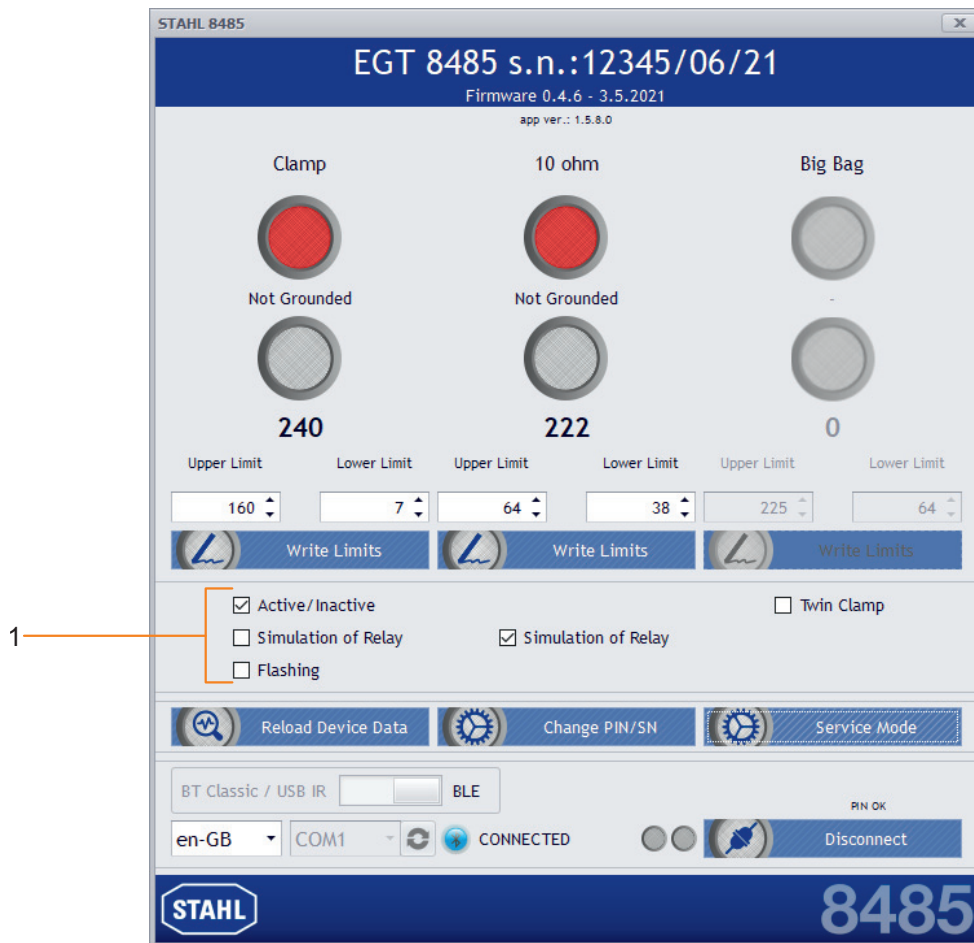 STAHL 8485
EGT 8485 s.n.:12345/06/21
Firmware 0.4.6 - 3.5.2021
app ver.: 1.5.8.0
Clamp 10 ohm Big Bag
Not Grounded Not Grounded -
240 222 0
Upper Limit Lower Limit Upper Limit Lower Limit Upper Limit Lower Limit
160 7 64 38 225 64
Write Limits Write Limits Write Limits
Active/Inactive Twin Clamp
1 Simulation of Relay Simulation of Relay
Flashing
Reload Device Data Change PIN/SN Service Mode
BT Classic / USB IR BLE
PIN OK
en-GB COM1 CONNECTED Disconnect
STAHL 8485